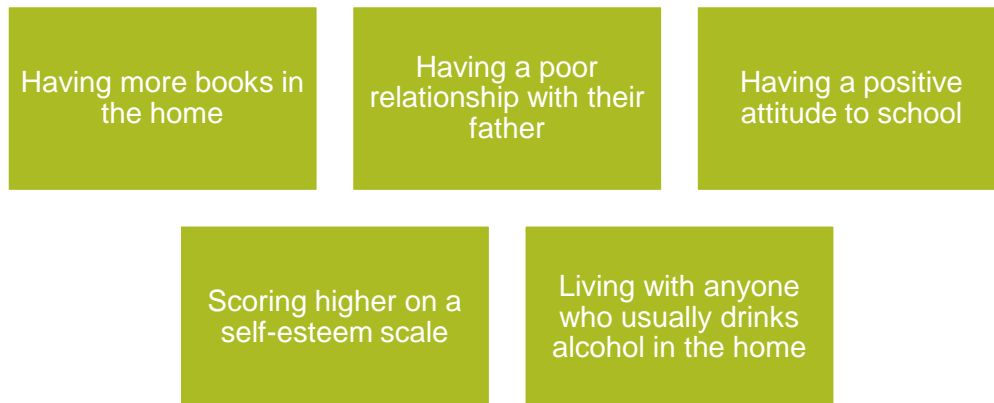 Having more books in
the home
Having a poor
relationship with their
father
Having a positive
attitude to school
Scoring higher on a
self-esteem scale
Living with anyone
who usually drinks
alcohol in the home